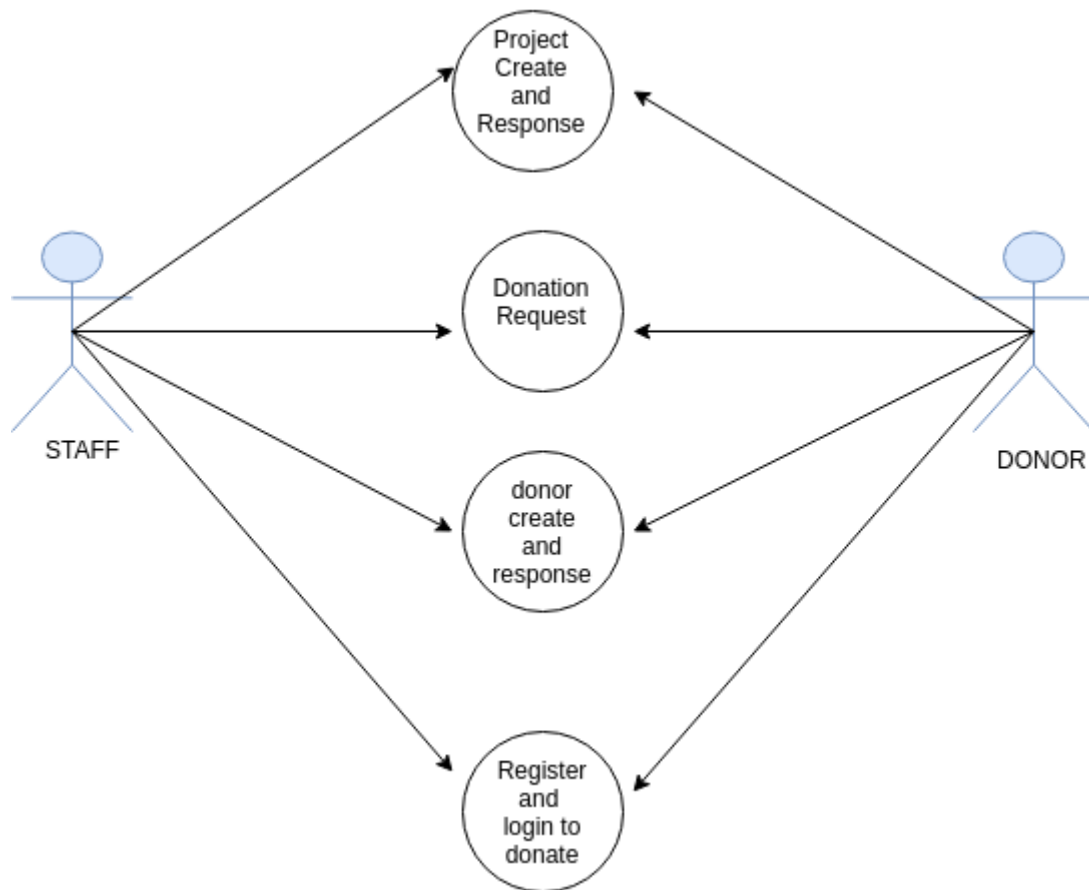 Project
Create
and
Response
Donation
Request
STAFF
DONOR
donor
create
and
response
Register
and
login to
donate